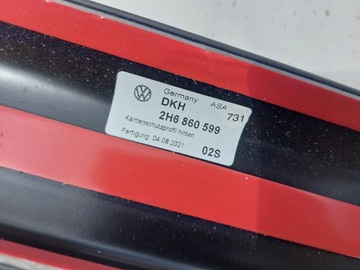 Germany ASA
DKH 731
2H6 860 599
Kantenschutzprofil hinten
Fertigung: 04.08.2021 02S